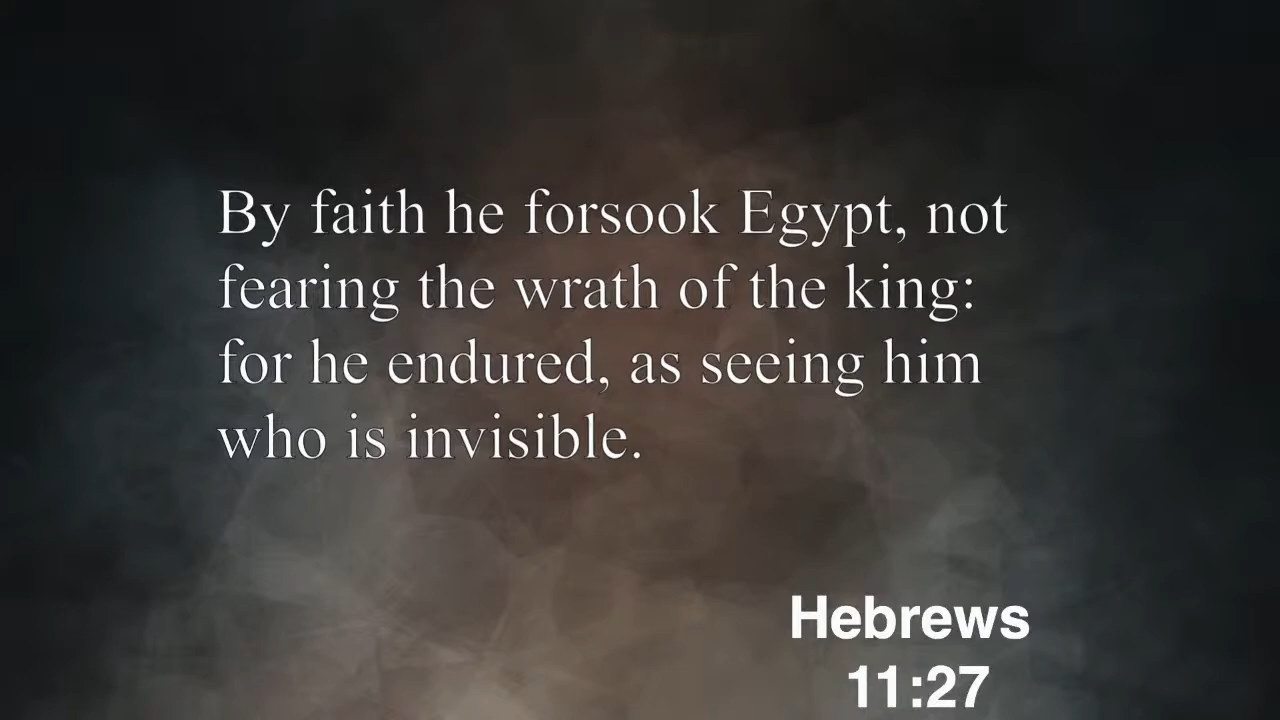 By faith he forsook Egypt, not
fearing the wrath of the king:
for he endured, as seeing him
who is invisible.
Hebrews
11:27